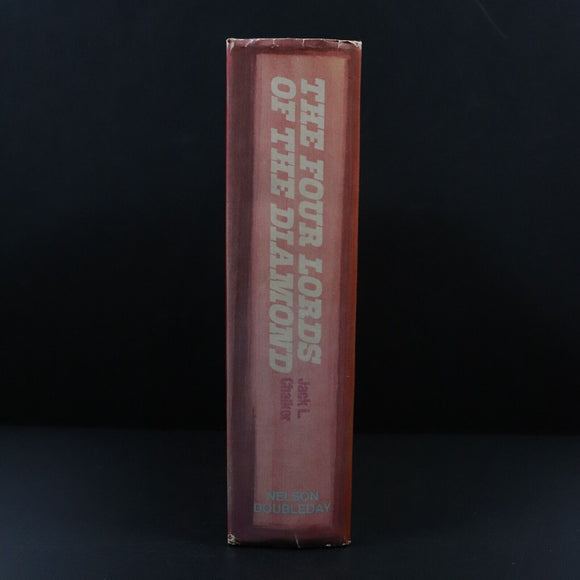 THE FOUR LORDS
OF THE DIAMOND
Jack L.
Chalker
NELSON
DOUBLEDAY